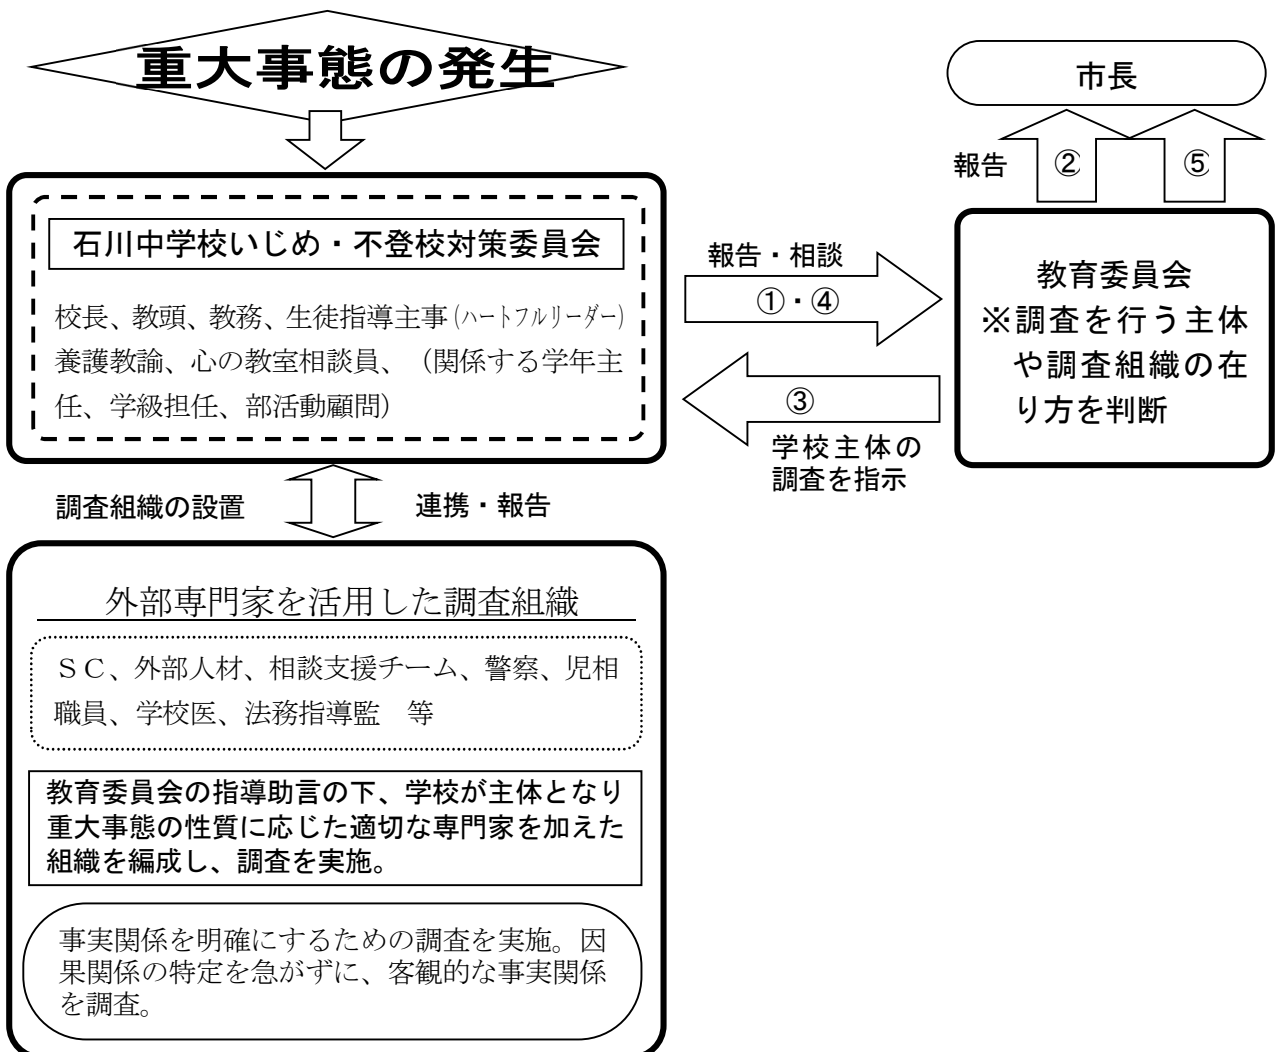 重大事態の発生
市長
報告
②
⑤
石川中学校いじめ・不登校対策委員会
校長、教頭、教務、生徒指導主事(ハートフルリーダー)
養護教諭、心の教室相談員、（関係する学年主
任、学級担任、部活動顧問）
報告・相談
①・④
③
学校主体の
調査を指示
教育委員会
※調査を行う主体
や調査組織の在
り方を判断
調査組織の設置
連携・報告
外部専門家を活用した調査組織
ＳＣ、外部人材、相談支援チーム、警察、児相
職員、学校医、法務指導監　等
教育委員会の指導助言の下、学校が主体となり
重大事態の性質に応じた適切な専門家を加えた
組織を編成し、調査を実施。
事実関係を明確にするための調査を実施。因
果関係の特定を急がずに、客観的な事実関係
を調査。